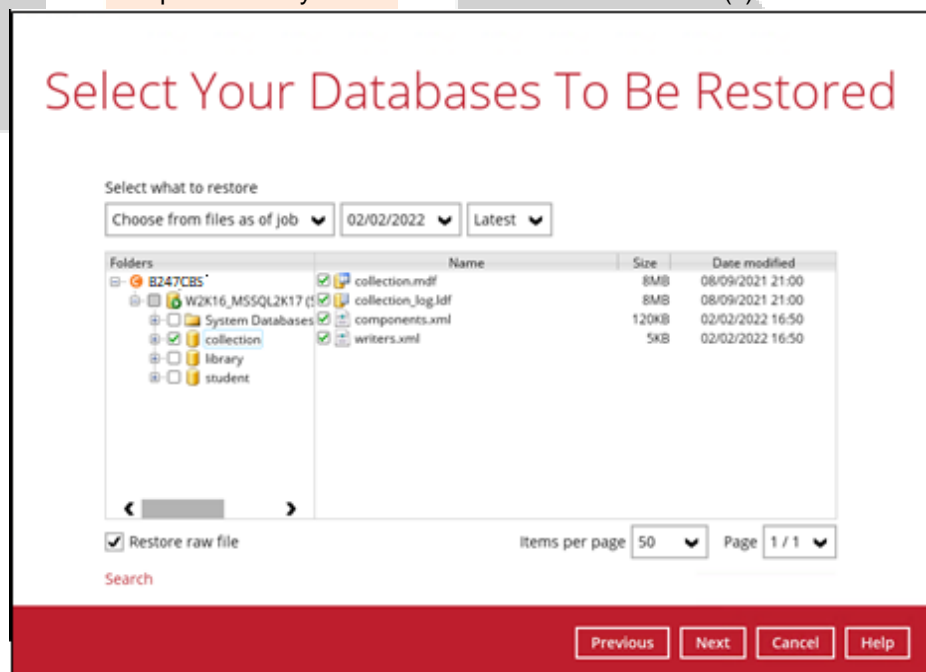 Select Your Databases To Be Restored
Select what to restore
Choose from files as of job 02/02/2022 Latest
Folders Name Size Date modified
B247CBS collection.mdf 8MB 08/09/2021 21:00
W2K16_MSSQL2K17 ( collection_log.ldf 8MB 08/09/2021 21:00
System Databases components.xml 120KB 02/02/2022 16:50
collection writers.xml 5KB 02/02/2022 16:50
library
student
Restore raw file Items per page 50 Page 1 / 1
Search
Previous Next Cancel Help